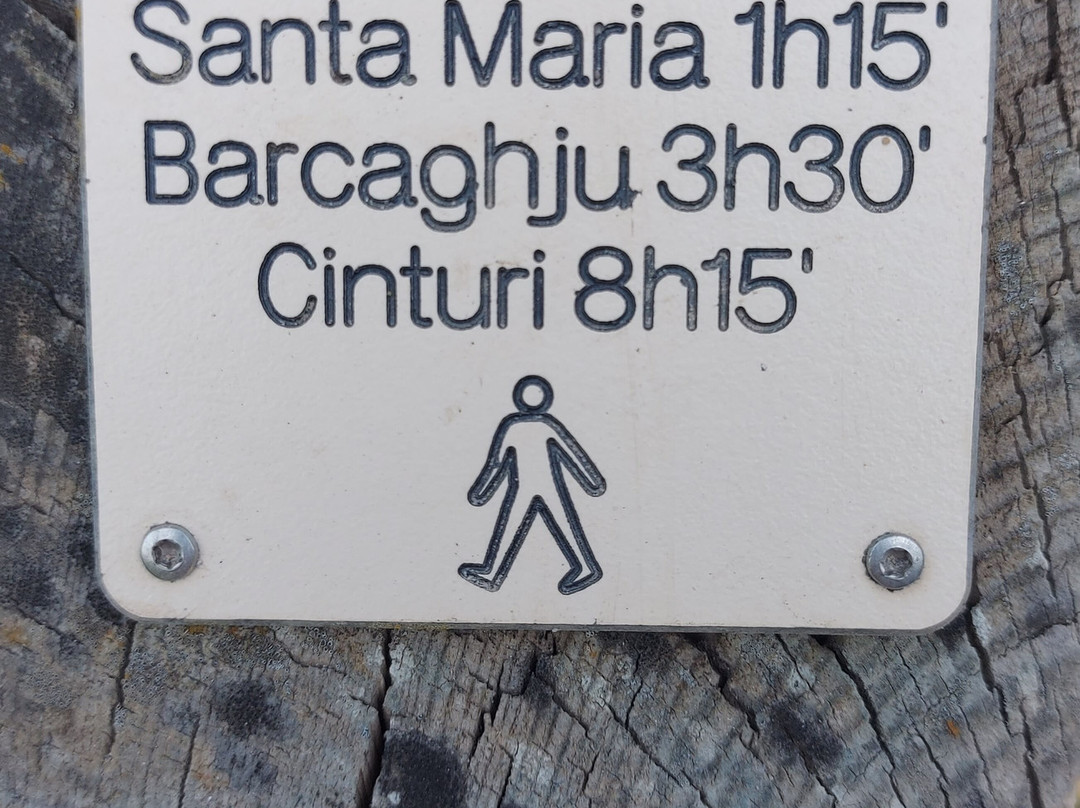 Santa Maria 1h15'
Barcaghju 3h30'
Cinturi 8h15'